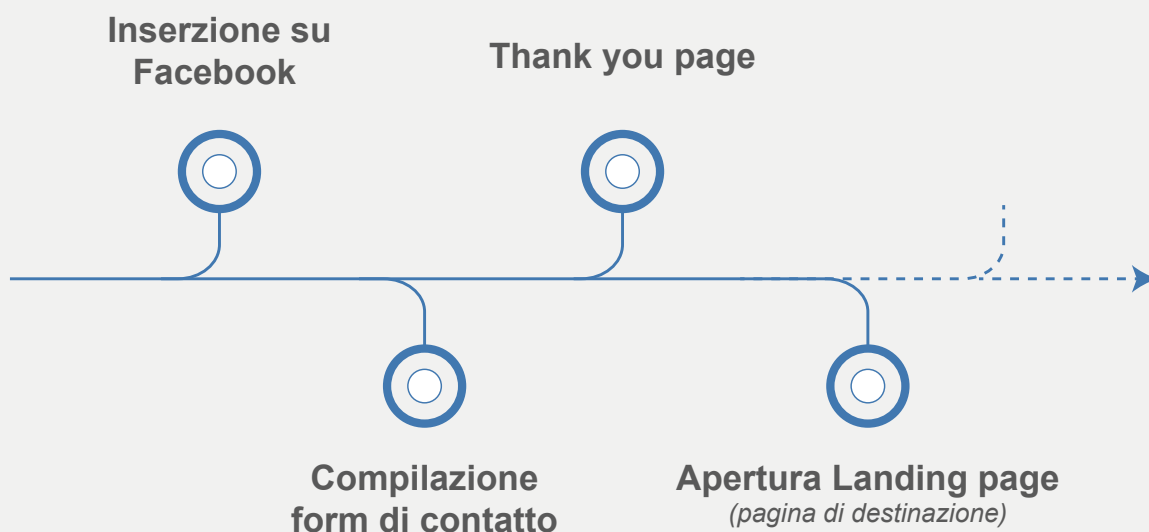 Inserzione su
Facebook
Thank you page
Compilazione
form di contatto
Apertura Landing page
(pagina di destinazione)